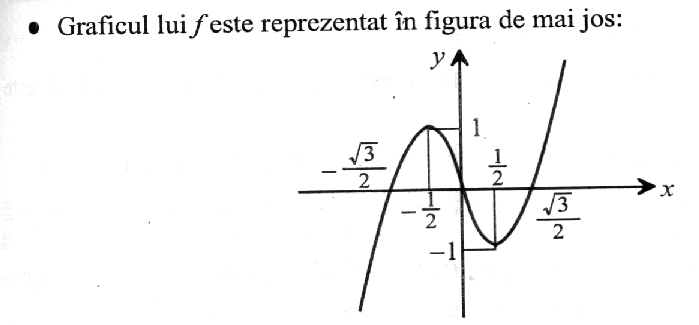 • Graficul lui f este reprezentat în figura de mai jos:
y
1
-√3/2
1/2
x
-1/2
√3/2
-1